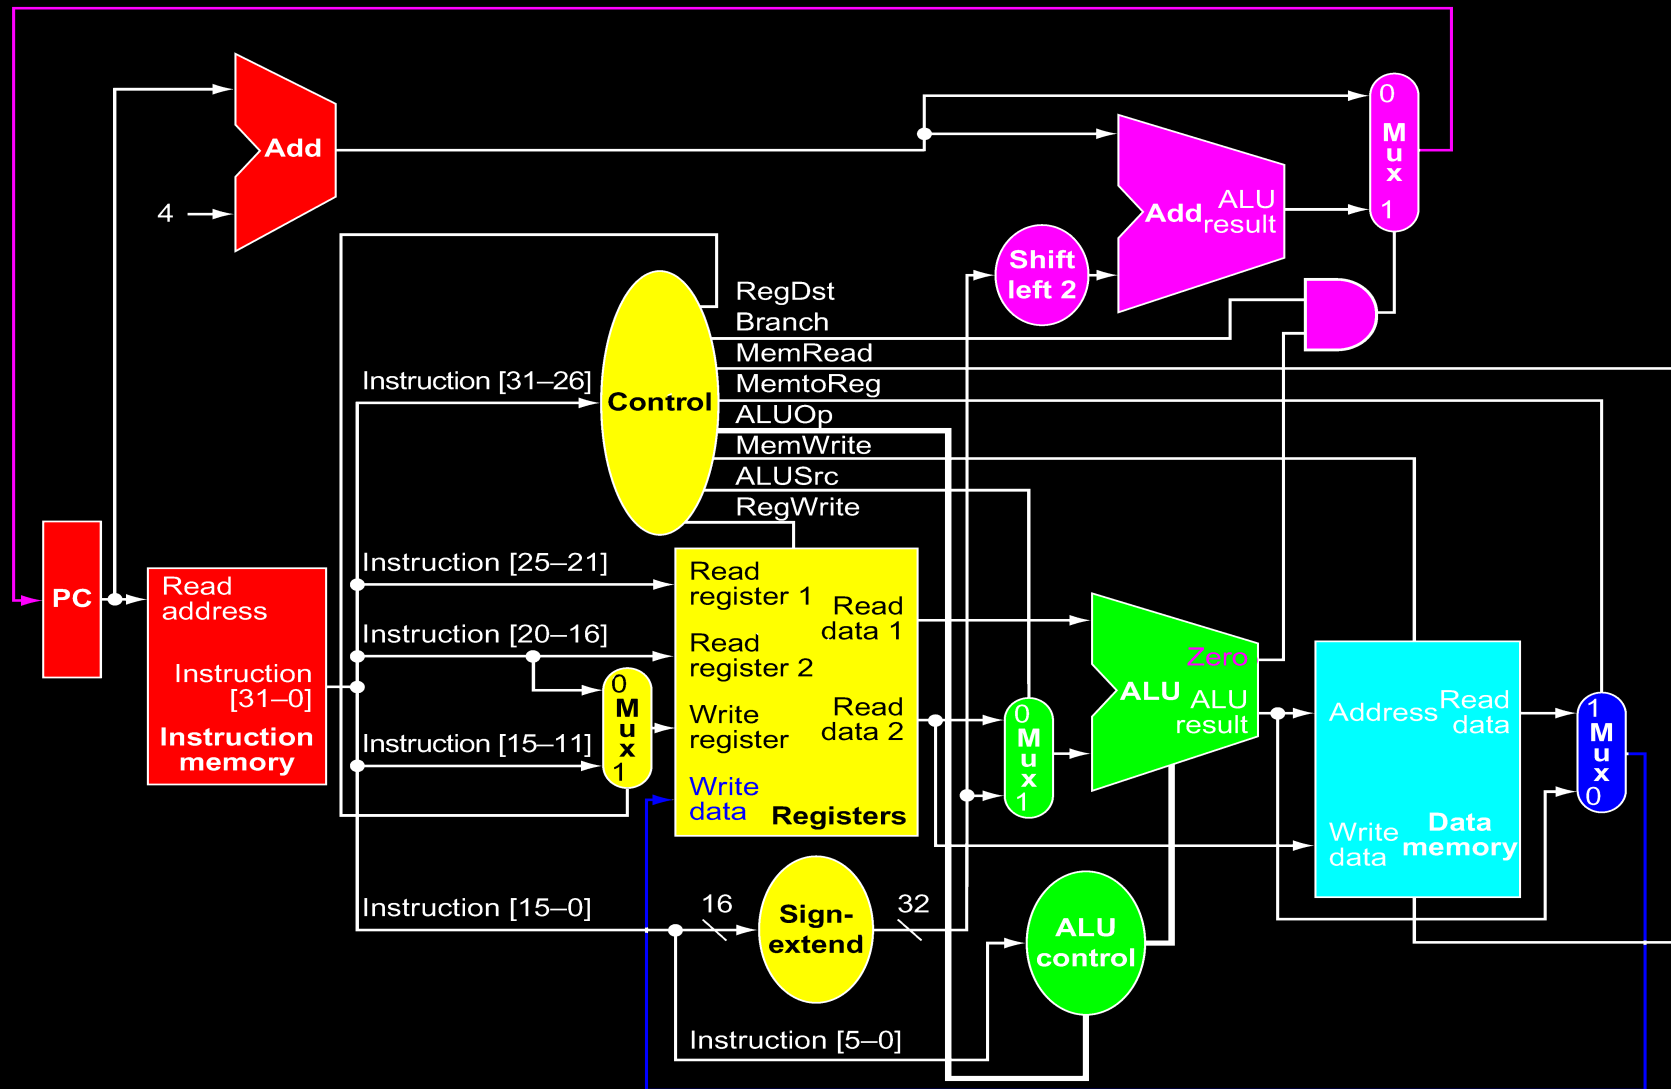 0
M
u
x
1
Add
4
Add
ALU
result
Shift
left 2
RegDst
Branch
MemRead
MemtoReg
ALUOp
MemWrite
ALUSrc
RegWrite
Instruction [31–26]
Control
PC
Read
address
Instruction
[31–0]
Instruction
memory
Instruction [25–21]
Instruction [20–16]
Instruction [15–11]
0
M
u
x
1
Read
register 1
Read
register 2
Write
register
Write
data
Read
data 1
Read
data 2
Registers
0
M
u
x
1
Zero
ALU
ALU
result
Address
Read
data
Write
data
Data
memory
1
M
u
x
0
Instruction [15–0]
16
Sign-
extend
32
ALU
control
Instruction [5–0]